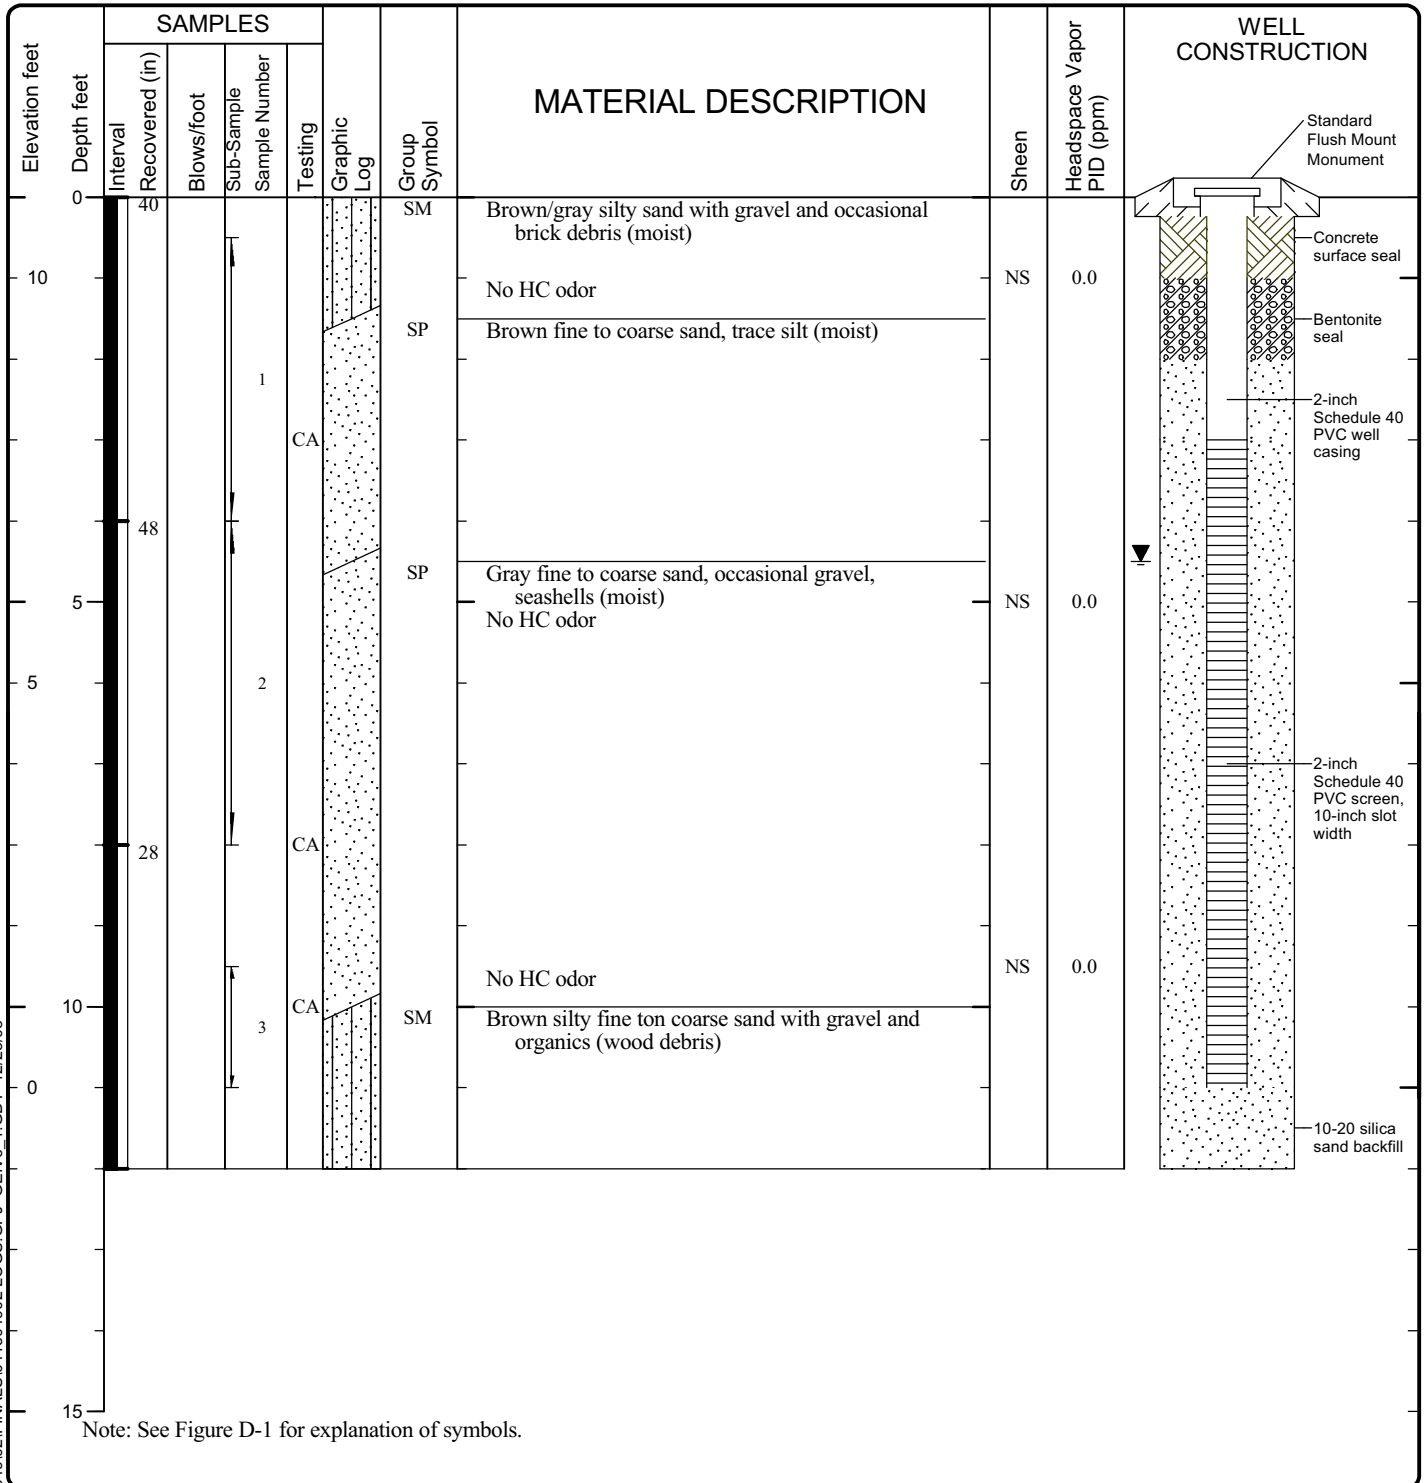 SAMPLES
Elevation feet
Depth feet
Interval
Recovered (in)
Blows/foot
Sub-Sample
Sample Number
Testing
Graphic
Log
Group
Symbol
MATERIAL DESCRIPTION
Sheen
Headspace Vapor
PID (ppm)
WELL
CONSTRUCTION
Standard
Flush Mount
Monument
0
40
SM
Brown/gray silty sand with gravel and occasional
brick debris (moist)
Concrete
surface seal
10
No HC odor
NS
0.0
SP
Brown fine to coarse sand, trace silt (moist)
Bentonite
seal
1
2-inch
Schedule 40
PVC well
casing
CA
48
SP
Gray fine to coarse sand, occasional gravel,
seashells (moist)
5
No HC odor
NS
0.0
5
2
2-inch
Schedule 40
PVC screen,
10-inch slot
width
28
CA
No HC odor
NS
0.0
10
CA
3
SM
Brown silty fine ton coarse sand with gravel and
organics (wood debris)
0
10-20 silica
sand backfill
15
Note: See Figure D-1 for explanation of symbols.